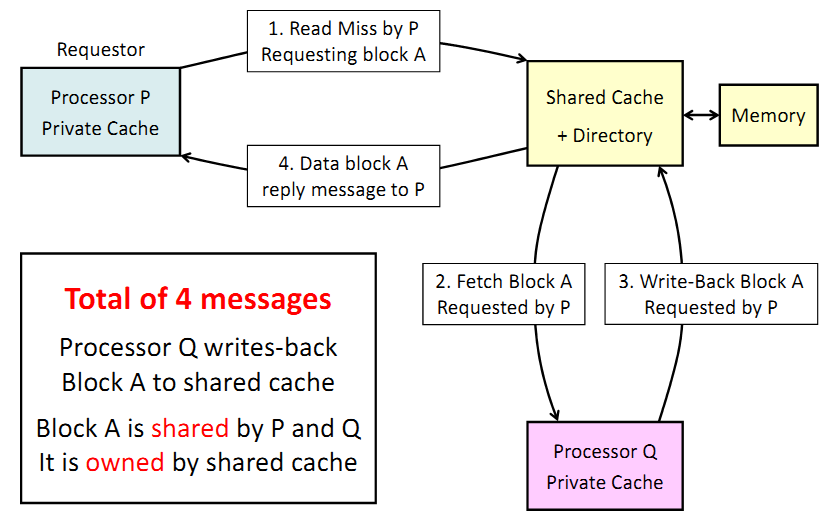 1. Read Miss by P
Requesting block A
Requestor
Processor P
Private Cache
Shared Cache
+ Directory
Memory
4. Data block A
reply message to P
2. Fetch Block A
Requested by P
3. Write-Back Block A
Requested by P
Total of 4 messages
Processor Q writes-back
Block A to shared cache
Block A is shared by P and Q
It is owned by shared cache
Processor Q
Private Cache